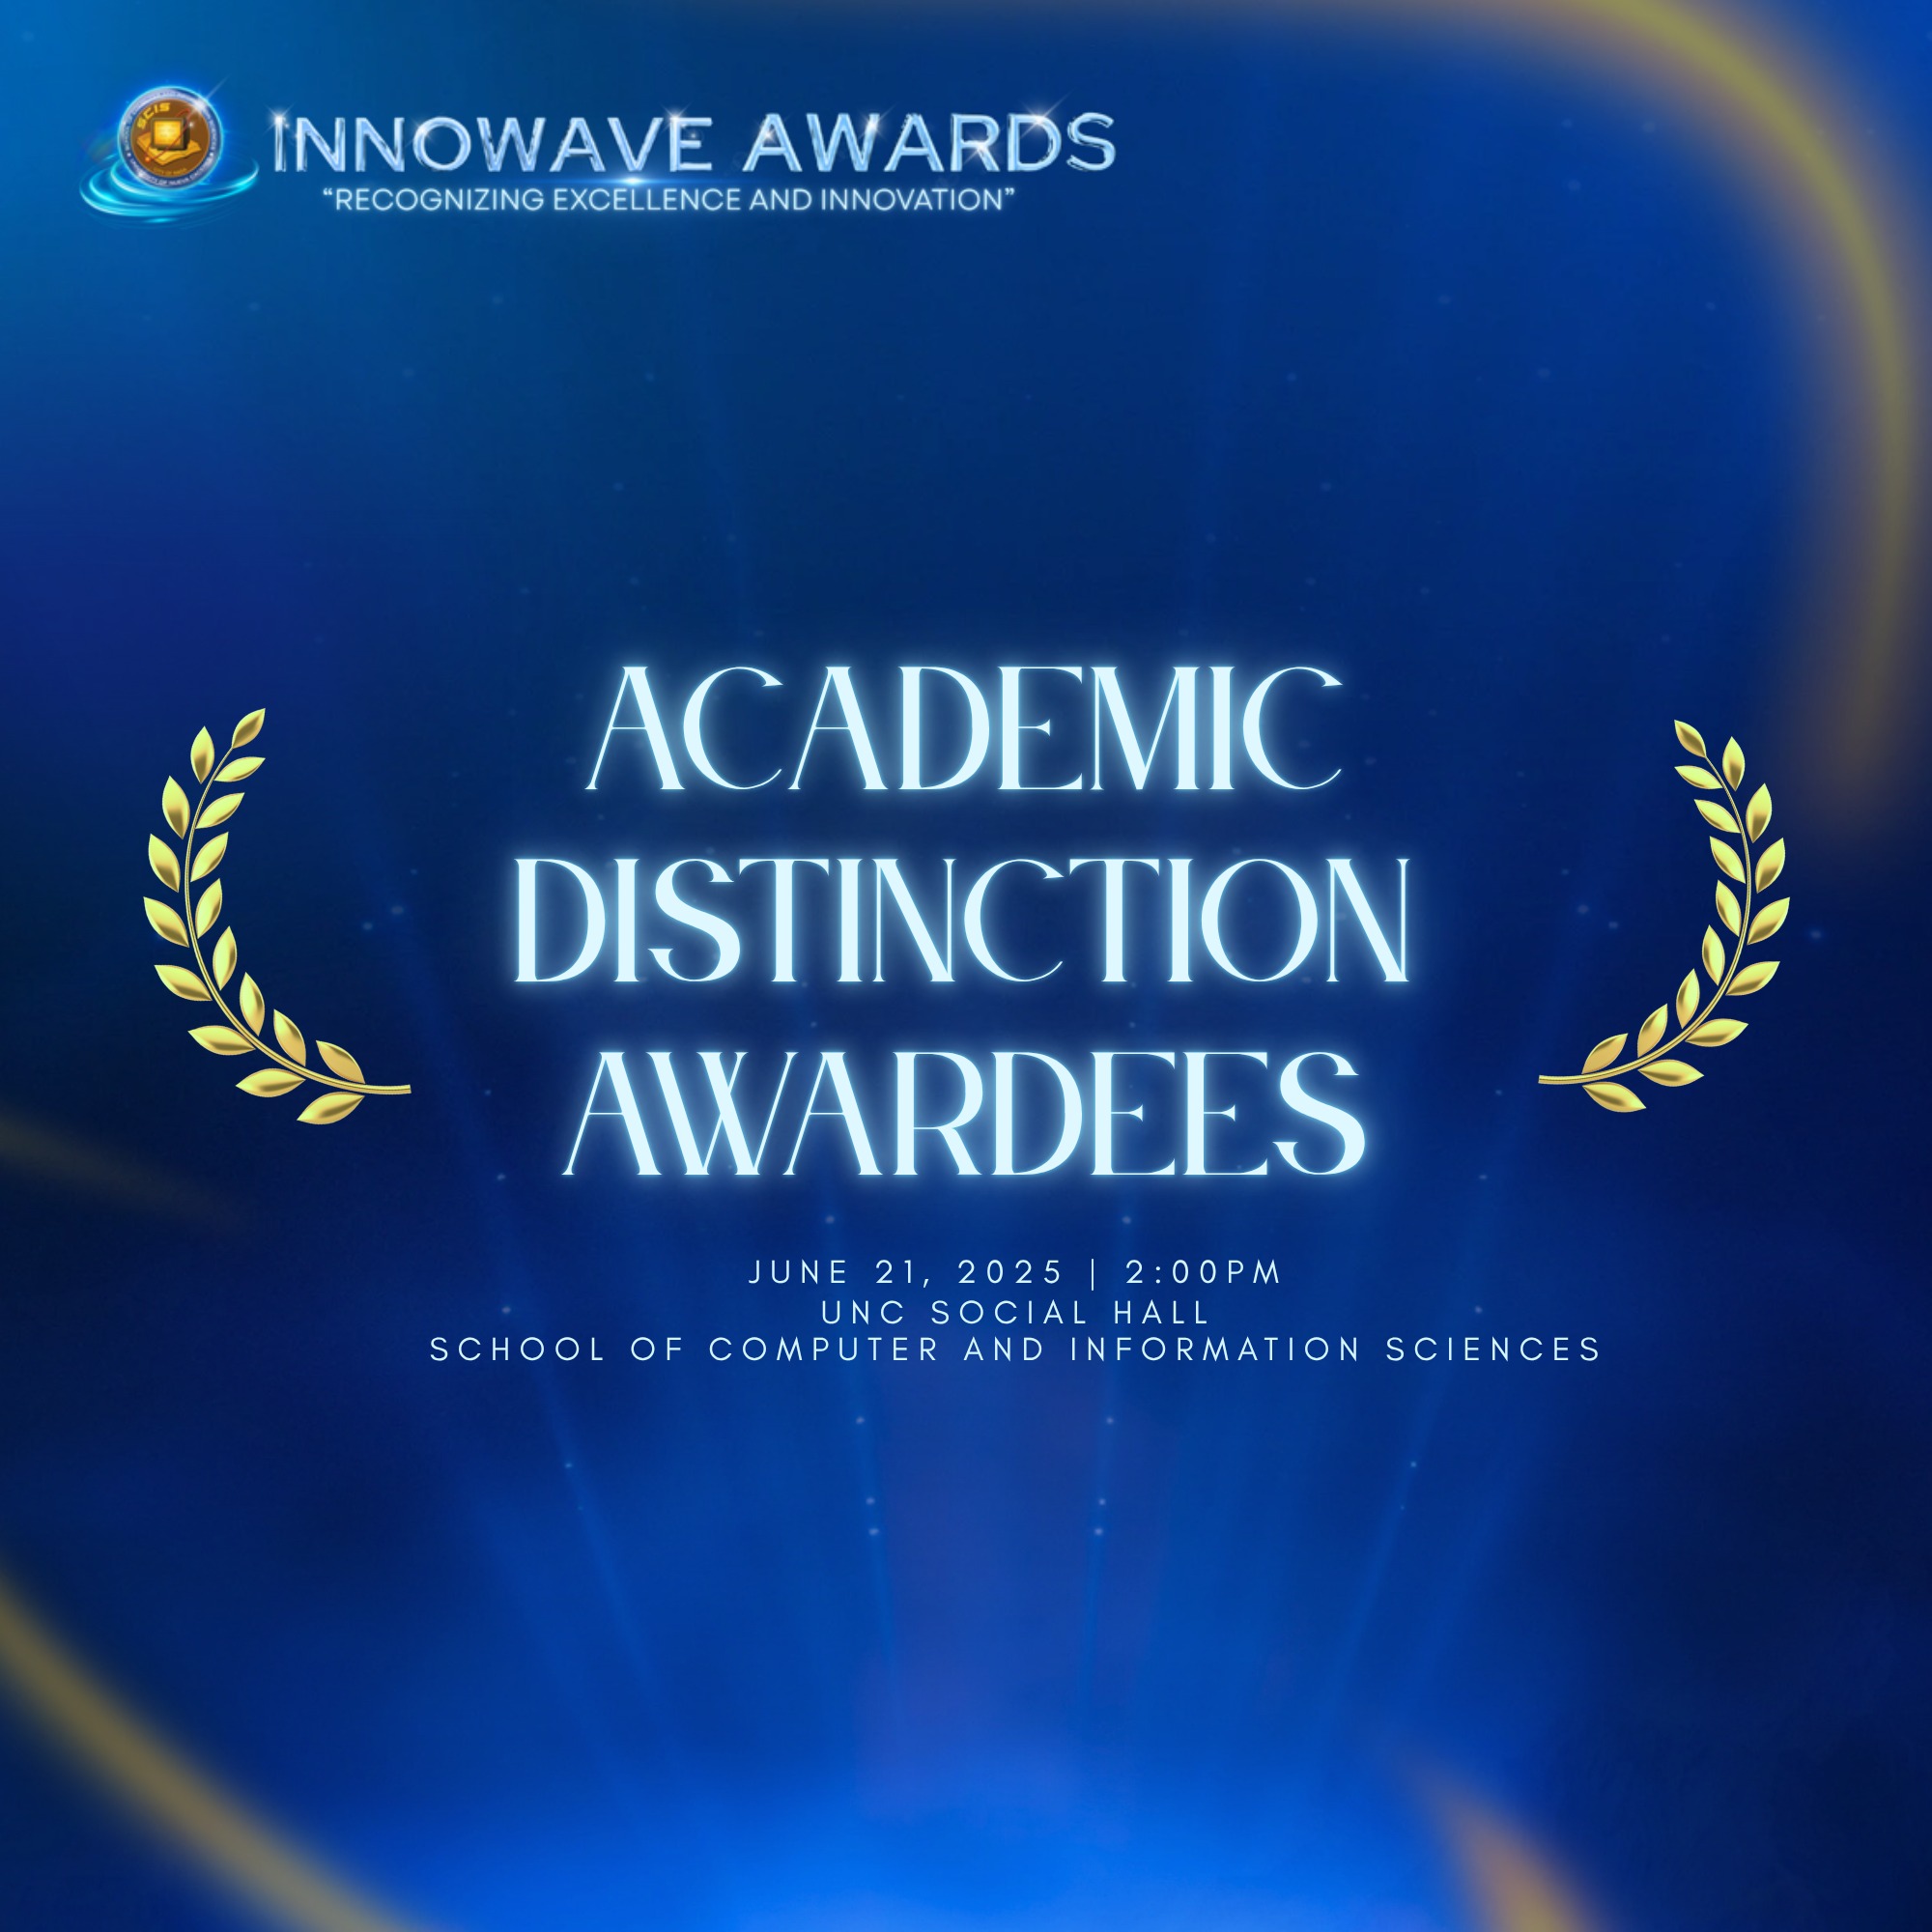 SCIS
INNOWAVE AWARDS
“RECOGNIZING EXCELLENCE AND INNOVATION”
ACADEMIC
DISTINCTION
AWARDEES
JUNE 21, 2025 | 2:00PM
UNC SOCIAL HALL
SCHOOL OF COMPUTER AND INFORMATION SCIENCES